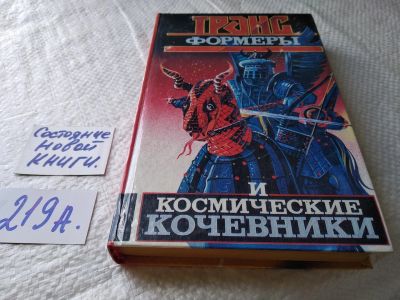 ТРАНС
ФОРМЕРЫ
И
КОСМИЧЕСКИЕ
КОЧЕВНИКИ
Состояние
новой
книги.
219А.